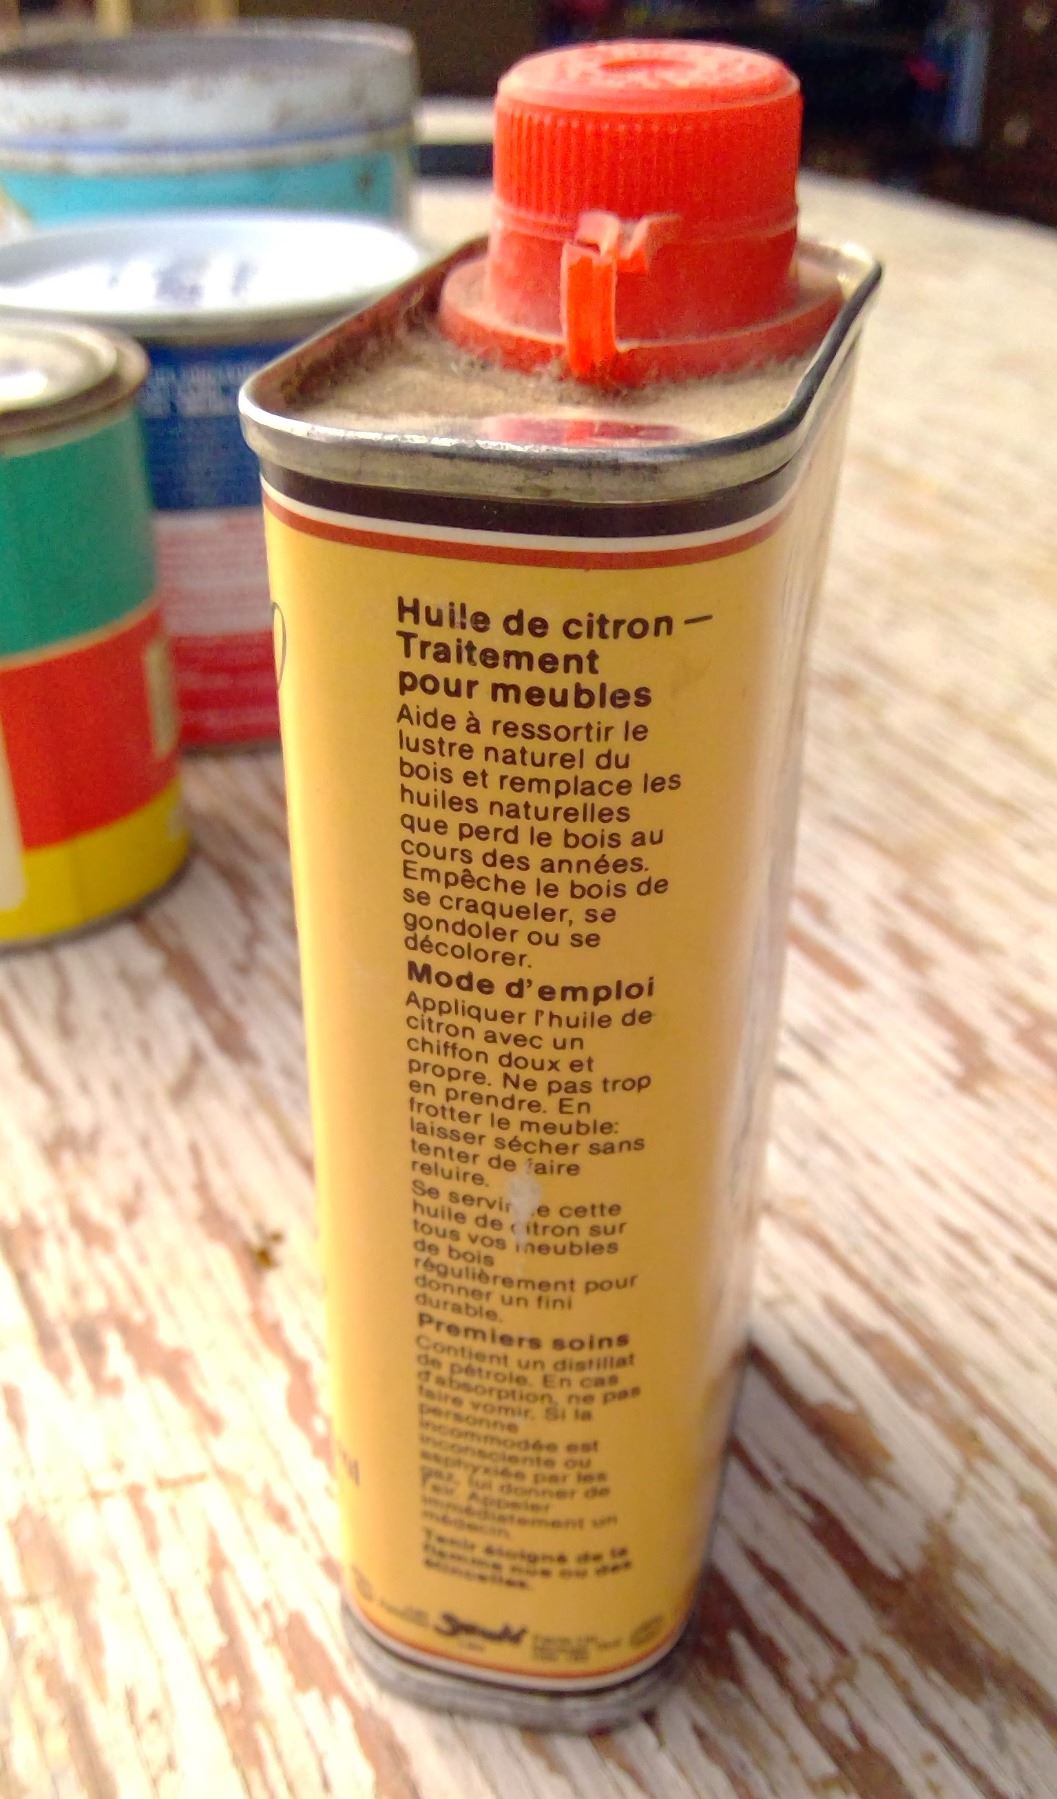 Huile de citron —
Traitement
pour meubles
Aide à ressortir le
lustre naturel du
bois et remplace les
huiles naturelles
que perd le bois au
cours des années.
Empêche le bois de
se craqueler, se
gondoler ou se
décolorer.
Mode d'emploi
Appliquer l'huile de
citron avec un
chiffon doux et
propre. Ne pas trop
en prendre. En
frotter le meuble:
laisser sécher sans
tenter de faire
reluire.
Se servir de cette
huile de citron sur
tous vos meubles
de bois
régulièrement pour
donner un fini
durable.
Premiers soins
Contient un distillat
de pétrole. En cas
d'absorption, ne pas
faire vomir. Si la
personne
incommodée est
inconsciente ou
asphyxiée par les
gaz, lui donner de
l'air. Appeler
immédiatement un
médecin.
Tenir éloigné de la
flamme nue ou des
étincelles.